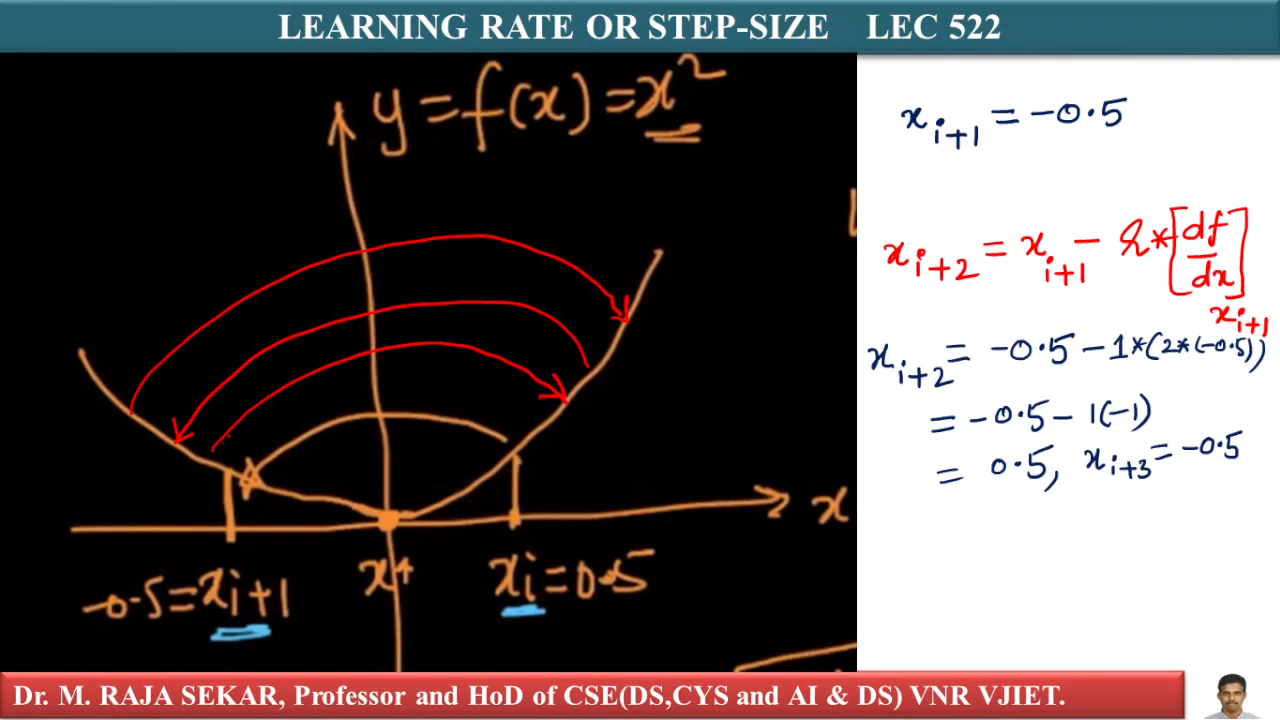 LEARNING RATE OR STEP-SIZE LEC 522
y = f(x) = x²
x
-0.5 = xi+1
x*
xi = 0.5
xi+1 = -0.5
xi+2 = xi+1 - r * [df/dx]xi+1
xi+2 = -0.5 - 1*(2*(-0.5))
= -0.5 - 1(-1)
= 0.5, xi+3 = -0.5
Dr. M. RAJA SEKAR, Professor and HoD of CSE(DS,CYS and AI & DS) VNR VJIET.